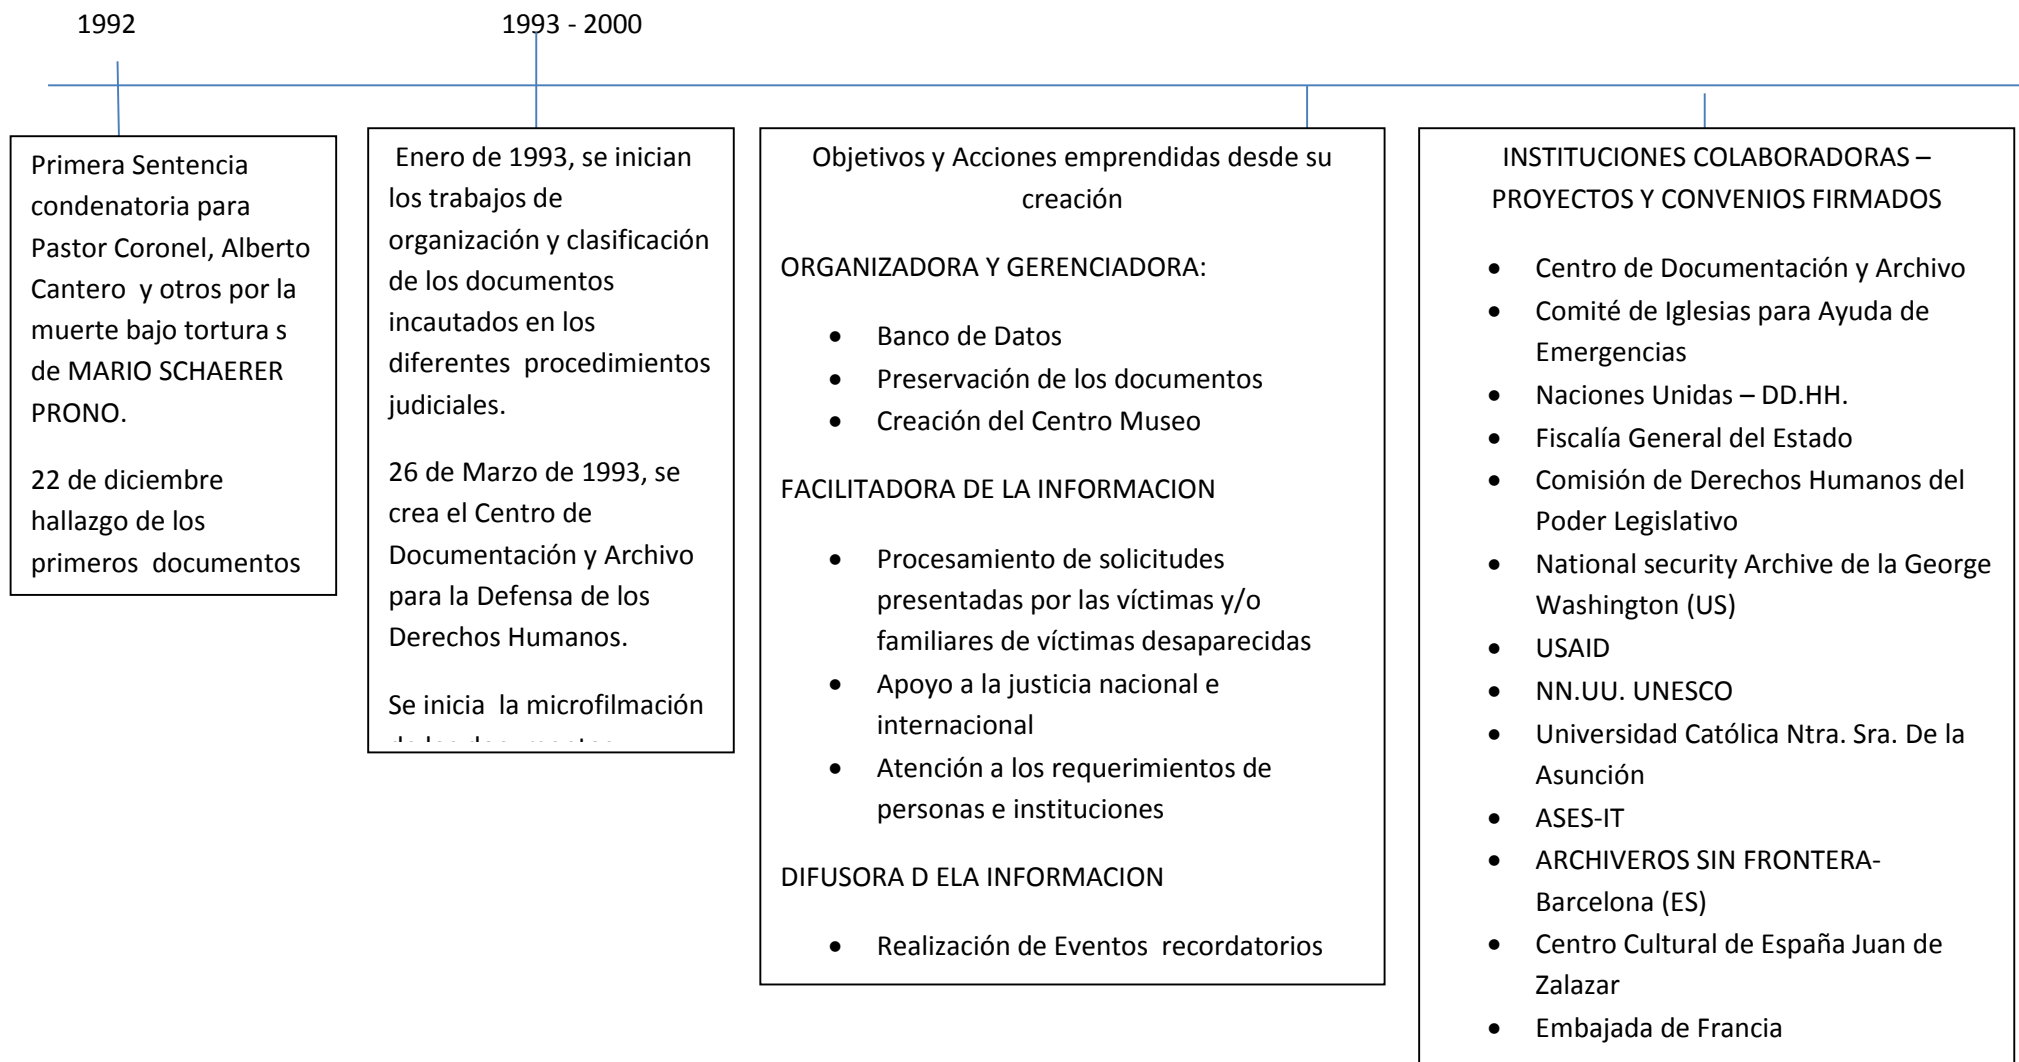 1992
1993 - 2000
Primera Sentencia
condenatoria para
Pastor Coronel, Alberto
Cantero y otros por la
muerte bajo tortura s
de MARIO SCHAERER
PRONO.
22 de diciembre
hallazgo de los
primeros documentos
Enero de 1993, se inician
los trabajos de
organización y clasificación
de los documentos
incautados en los
diferentes procedimientos
judiciales.
26 de Marzo de 1993, se
crea el Centro de
Documentación y Archivo
para la Defensa de los
Derechos Humanos.
Se inicia la microfilmación
Objetivos y Acciones emprendidas desde su
creación
ORGANIZADORA Y GERENCIADORA:
• Banco de Datos
• Preservación de los documentos
• Creación del Centro Museo
FACILITADORA DE LA INFORMACION
• Procesamiento de solicitudes
presentadas por las víctimas y/o
familiares de víctimas desaparecidas
• Apoyo a la justicia nacional e
internacional
• Atención a los requerimientos de
personas e instituciones
DIFUSORA D ELA INFORMACION
• Realización de Eventos recordatorios
INSTITUCIONES COLABORADORAS –
PROYECTOS Y CONVENIOS FIRMADOS
• Centro de Documentación y Archivo
• Comité de Iglesias para Ayuda de
Emergencias
• Naciones Unidas – DD.HH.
• Fiscalía General del Estado
• Comisión de Derechos Humanos del
Poder Legislativo
• National security Archive de la George
Washington (US)
• USAID
• NN.UU. UNESCO
• Universidad Católica Ntra. Sra. De la
Asunción
• ASES-IT
• ARCHIVEROS SIN FRONTERA-
Barcelona (ES)
• Centro Cultural de España Juan de
Zalazar
• Embajada de Francia